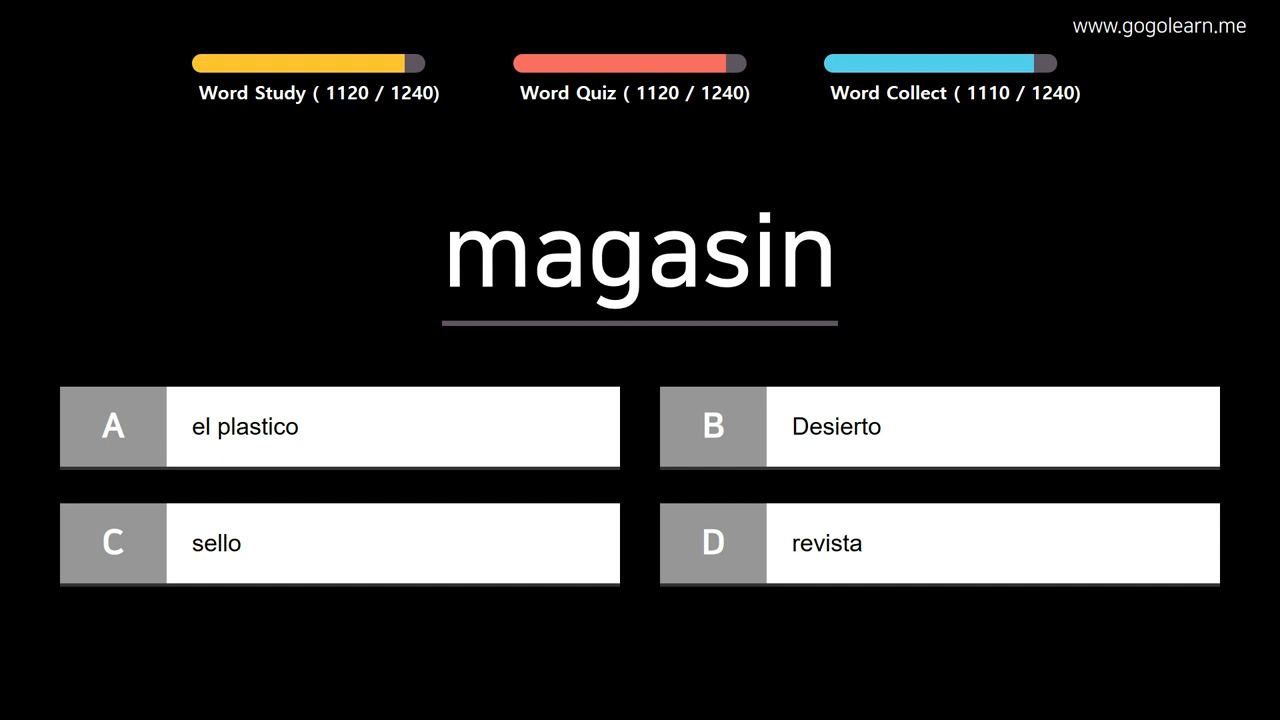 www.gogolearn.me
Word Study ( 1120 / 1240)
Word Quiz ( 1120 / 1240)
Word Collect ( 1110 / 1240)
magasin
A el plastico
B Desierto
C sello
D revista